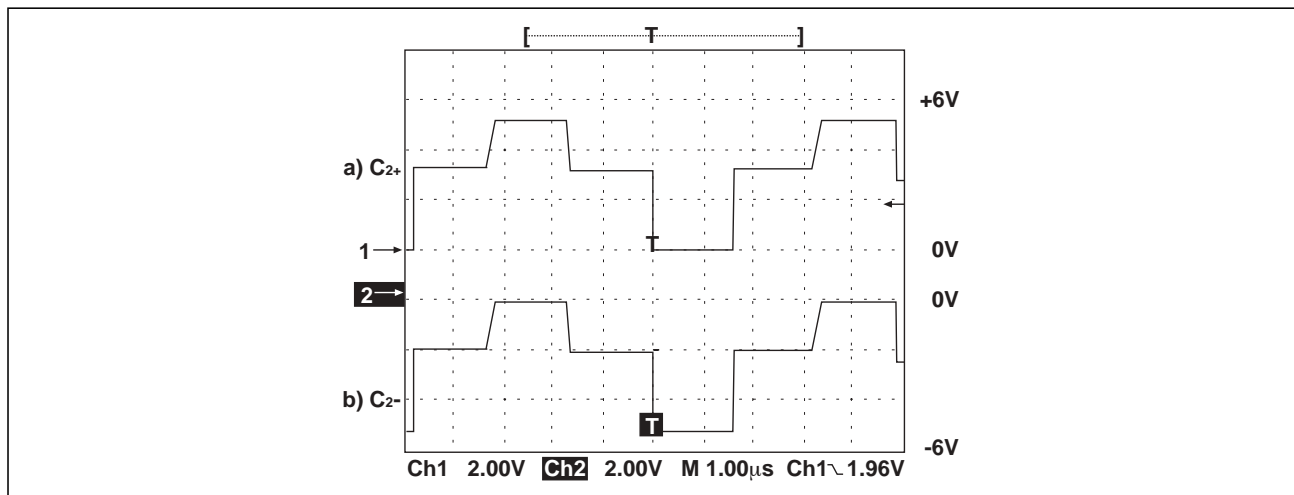 [ T ]
+6V
a) C2+
T
1
0V
2
0V
b) C2-
T
-6V
Ch1 2.00V Ch2 2.00V M 1.00μs Ch1 1.96V